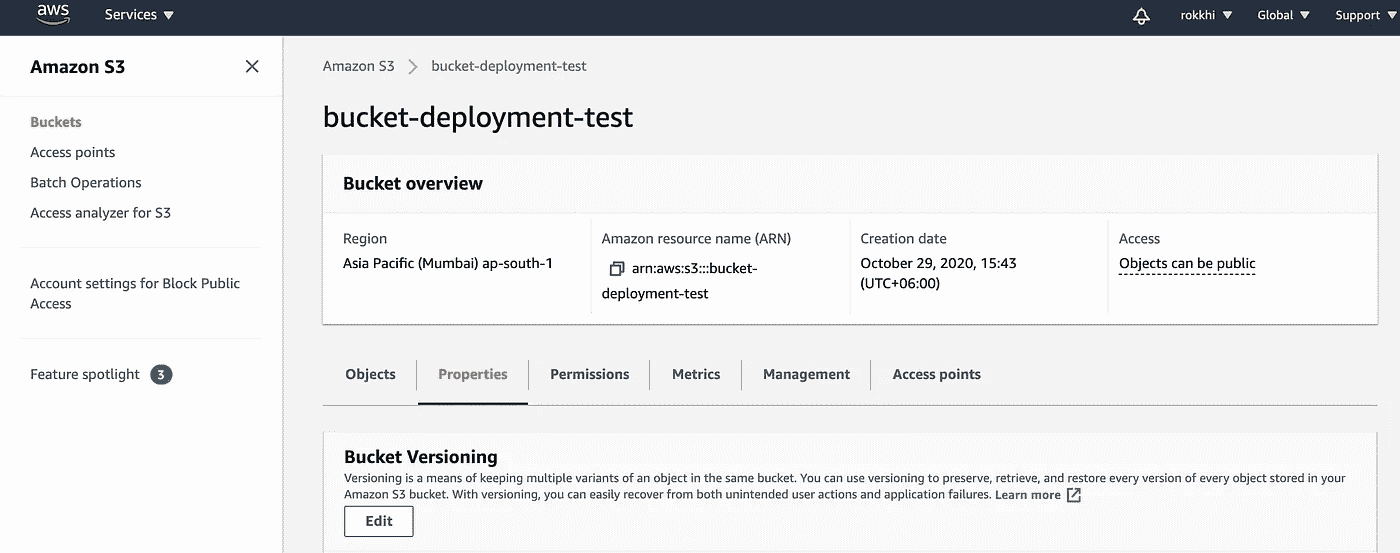 aws
Services
rokkhi
Global
Support
Amazon S3
Buckets
Access points
Batch Operations
Access analyzer for S3
Account settings for Block Public
Access
Feature spotlight 3
Amazon S3 bucket-deployment-test
bucket-deployment-test
Bucket overview
Region
Asia Pacific (Mumbai) ap-south-1
Amazon resource name (ARN)
arn:aws:s3:::bucket-
deployment-test
Creation date
October 29, 2020, 15:43
(UTC+06:00)
Access
Objects can be public
Objects
Properties
Permissions
Metrics
Management
Access points
Bucket Versioning
Versioning is a means of keeping multiple variants of an object in the same bucket. You can use versioning to preserve, retrieve, and restore every version of every object stored in your
Amazon S3 bucket. With versioning, you can easily recover from both unintended user actions and application failures. Learn more
Edit